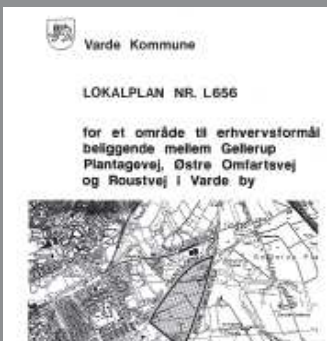 Varde Kommune
LOKALPLAN NR. L656
for et område til erhvervsformål
beliggende mellem Gellerup
Plantagevej, Østre Omfartsvej
og Roustvej i Varde by